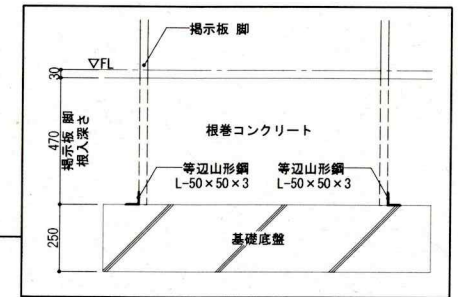 掲示板 脚
▽FL
30
470
掲示板 脚
根入深さ
根巻コンクリート
等辺山形鋼
L-50×50×3
等辺山形鋼
L-50×50×3
250
基礎底盤